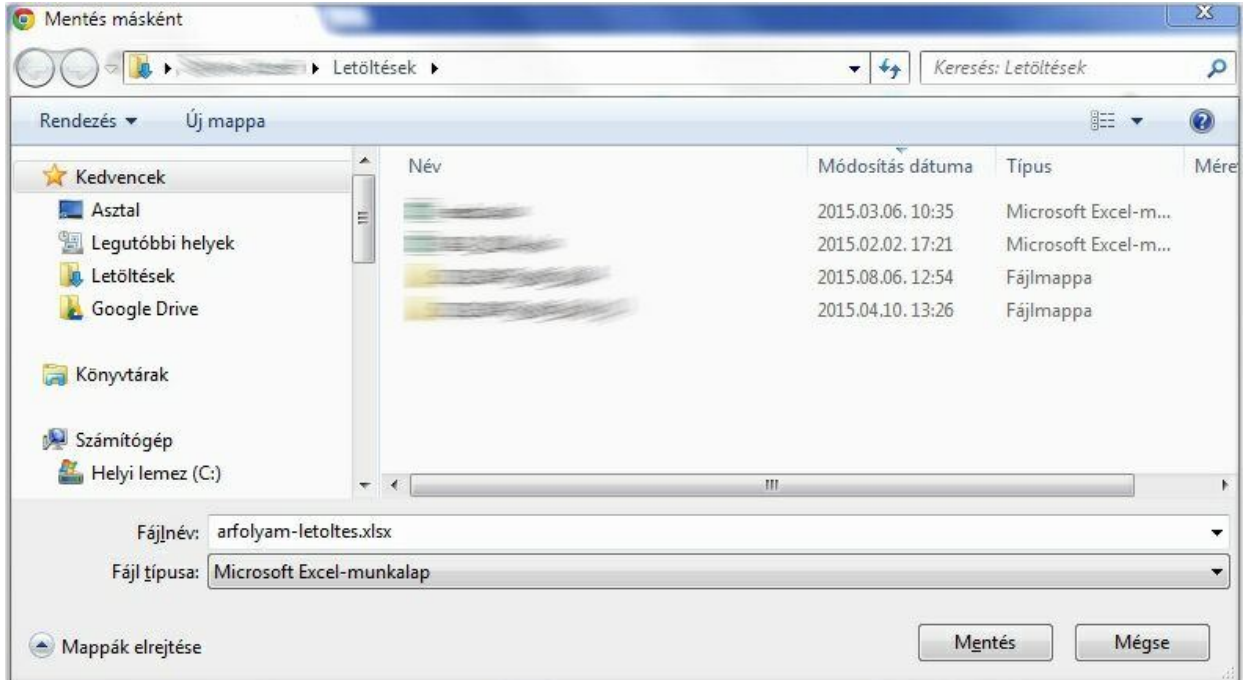 Mentés másként
Letöltések
Keresés: Letöltések
Rendezés
Új mappa
Kedvencek
Asztal
Legutóbbi helyek
Letöltések
Google Drive
Könyvtárak
Számítógép
Helyi lemez (C:)
Név Módosítás dátuma Típus Mére
2015.03.06. 10:35 Microsoft Excel-m...
2015.02.02. 17:21 Microsoft Excel-m...
2015.08.06. 12:54 Fájlmappa
2015.04.10. 13:26 Fájlmappa
Fájlnév: arfolyam-letoltes.xlsx
Fájl típusa: Microsoft Excel-munkalap
Mappák elrejtése
Mentés
Mégse